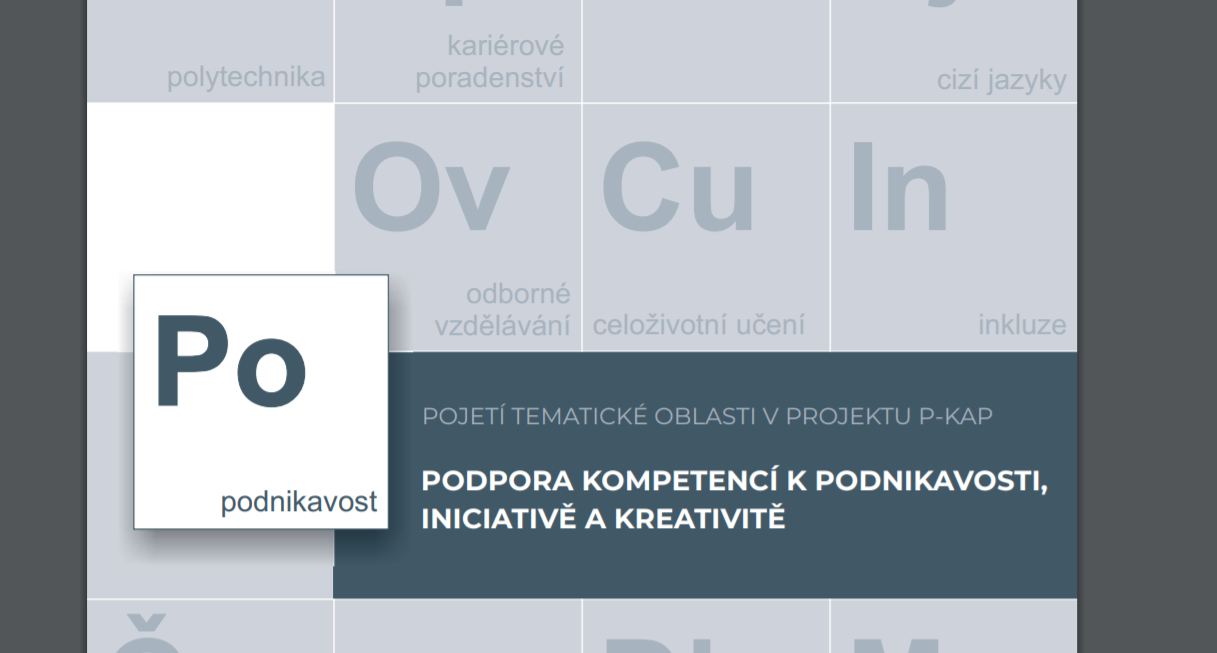 kariérové
poradenství
polytechnika
cizí jazyky
Ov
Cu
In
odborné
vzdělávání
celoživotní učení
inkluze
Po
podnikavost
POJETÍ TEMATICKÉ OBLASTI V PROJEKTU P-KAP
PODPORA KOMPETENCÍ K PODNIKAVOSTI,
INICIATIVĚ A KREATIVITĚ